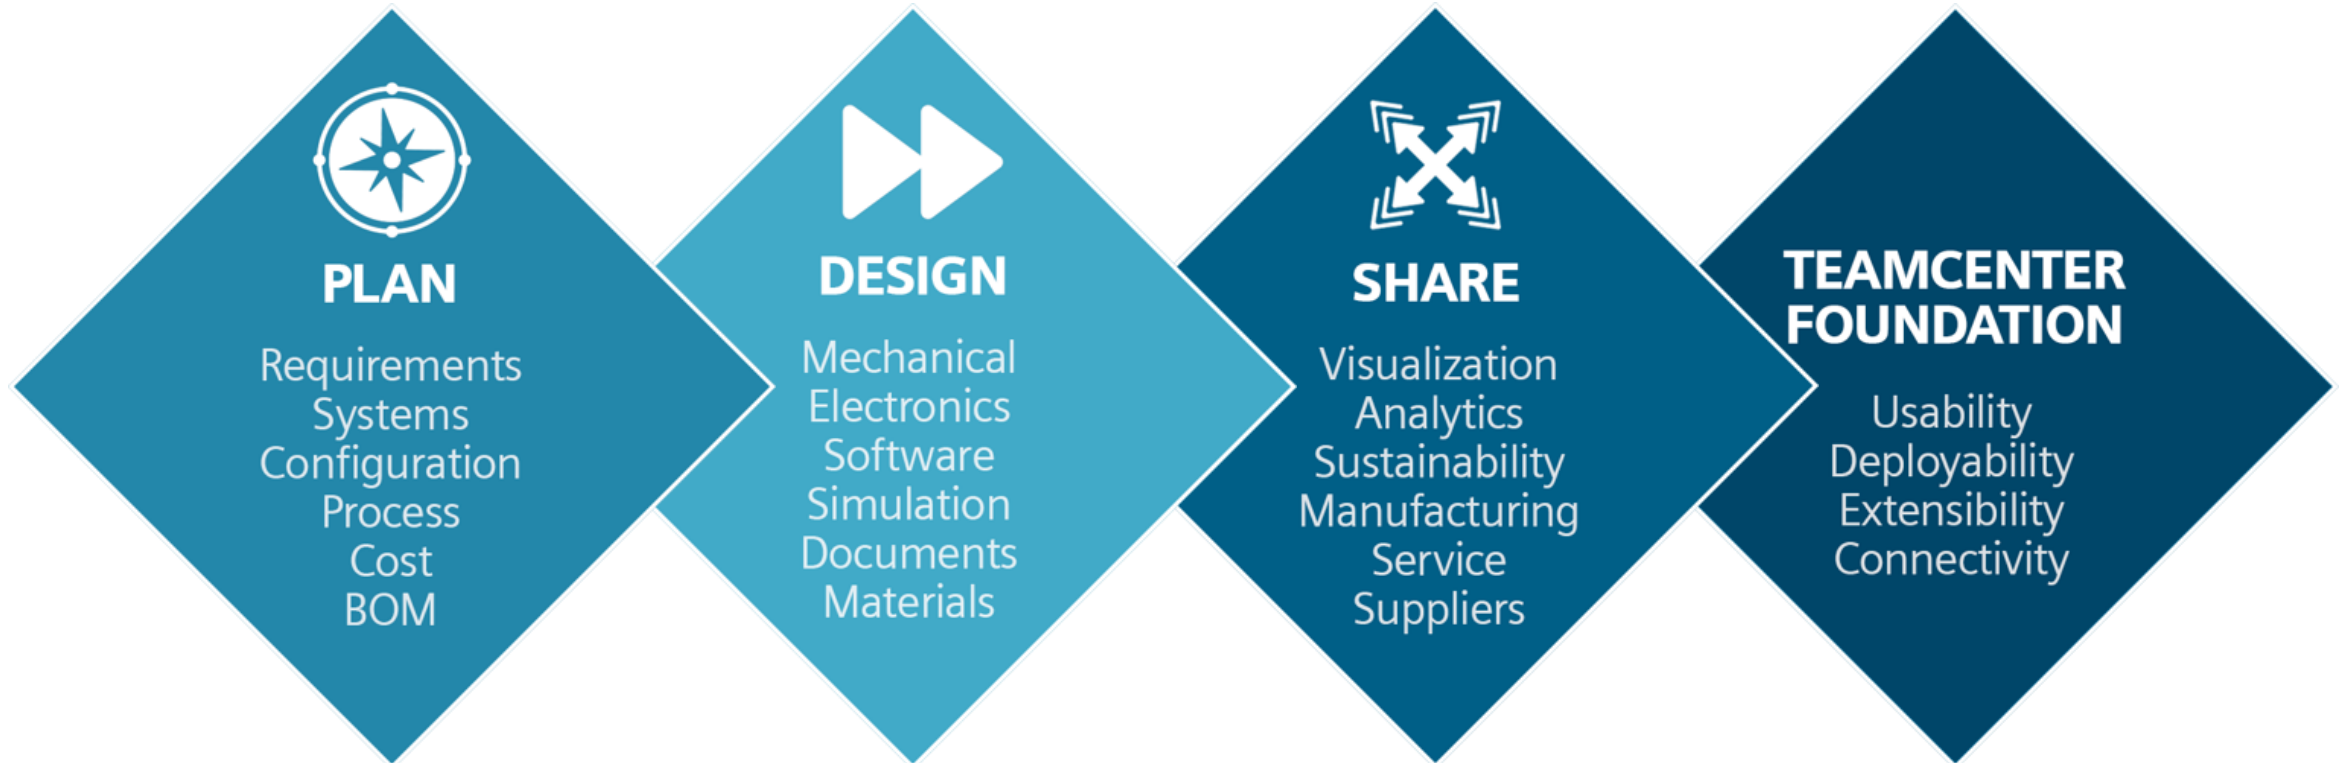 PLAN
Requirements
Systems
Configuration
Process
Cost
BOM
DESIGN
Mechanical
Electronics
Software
Simulation
Documents
Materials
SHARE
Visualization
Analytics
Sustainability
Manufacturing
Service
Suppliers
TEAMCENTER
FOUNDATION
Usability
Deployability
Extensibility
Connectivity